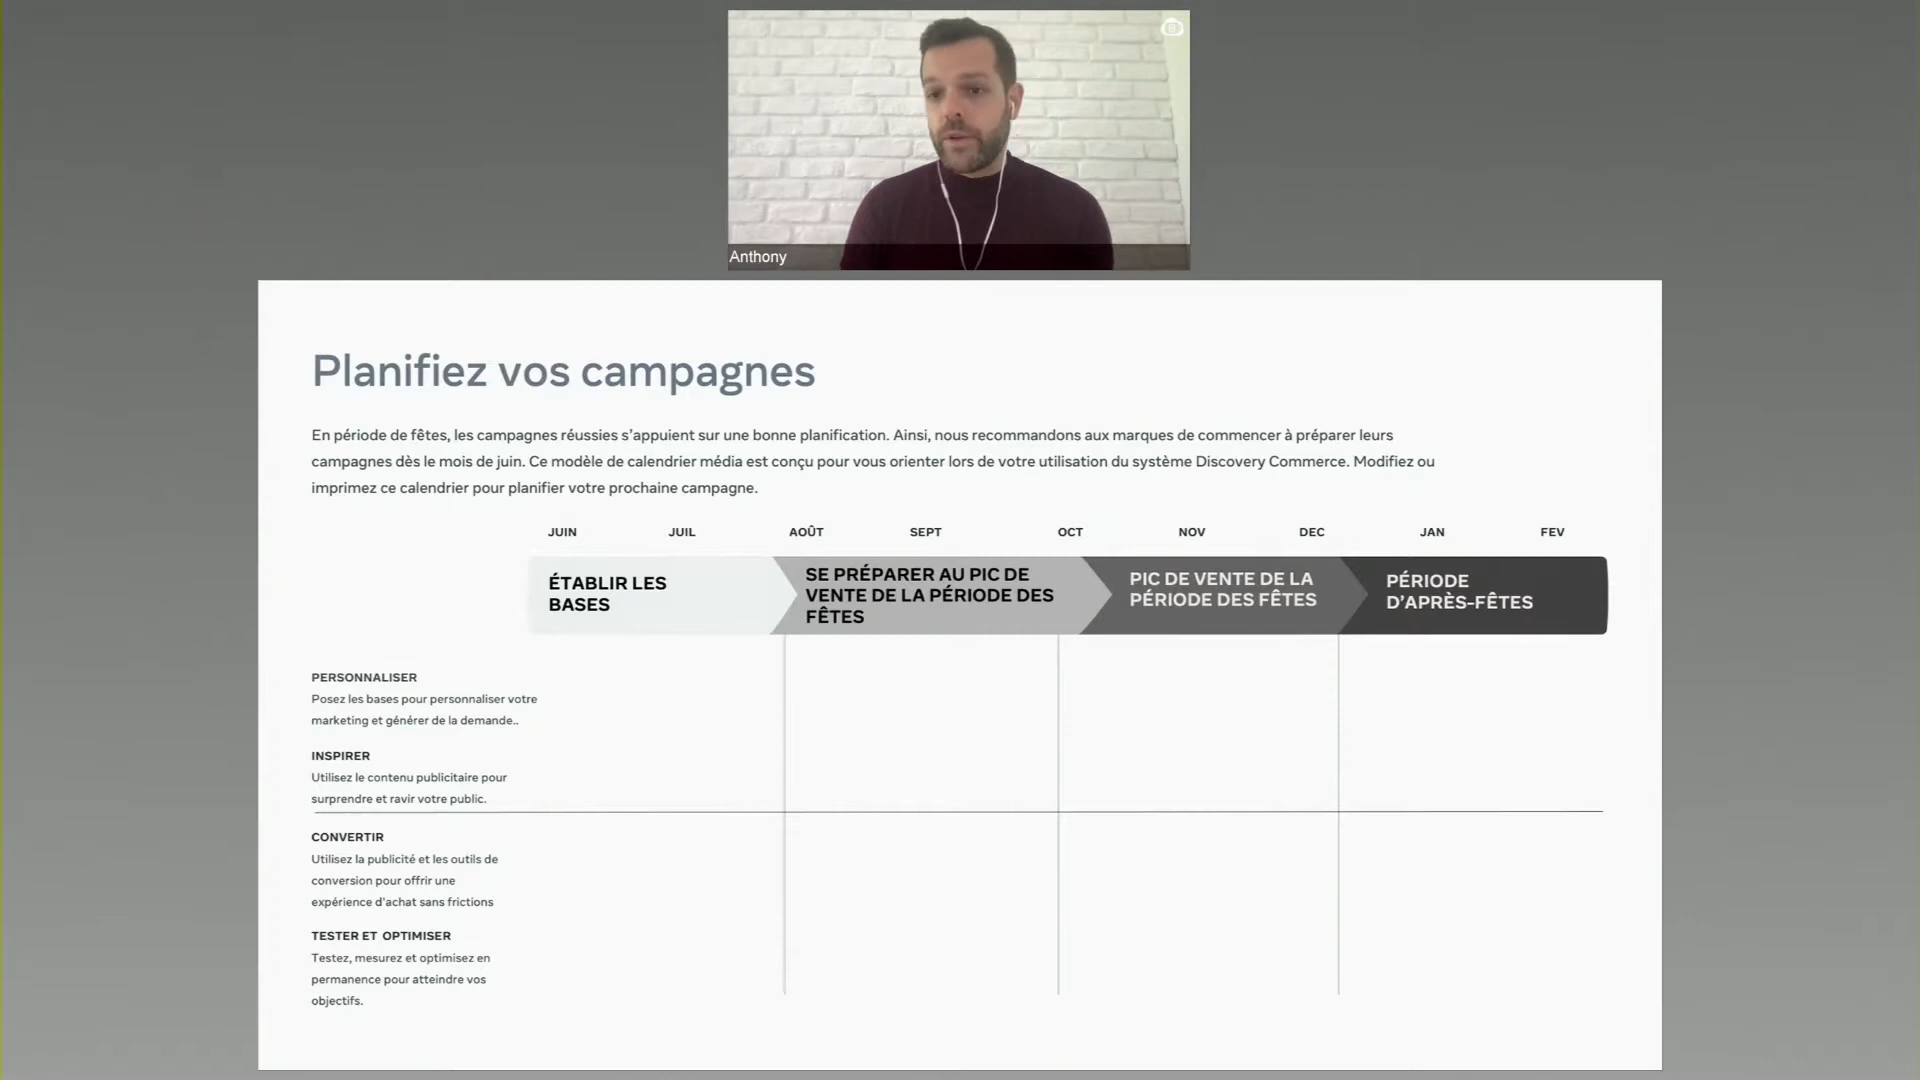 Anthony
Planifiez vos campagnes
En période de fêtes, les campagnes réussies s'appuient sur une bonne planification. Ainsi, nous recommandons aux marques de commencer à préparer leurs
campagnes dès le mois de juin. Ce modèle de calendrier média est conçu pour vous orienter lors de votre utilisation du système Discovery Commerce. Modifiez ou
imprimez ce calendrier pour planifier votre prochaine campagne.
JUIN JUIL AOÛT SEPT OCT NOV DEC JAN FEV
ÉTABLIR LES
BASES
SE PRÉPARER AU PIC DE
VENTE DE LA PÉRIODE DES
FÊTES
PIC DE VENTE DE LA
PÉRIODE DES FÊTES
PÉRIODE
D'APRÈS-FÊTES
PERSONNALISER
Posez les bases pour personnaliser votre
marketing et générer de la demande..
INSPIRER
Utilisez le contenu publicitaire pour
surprendre et ravir votre public.
CONVERTIR
Utilisez la publicité et les outils de
conversion pour offrir une
expérience d'achat sans frictions
TESTER ET OPTIMISER
Testez, mesurez et optimisez en
permanence pour atteindre vos
objectifs.